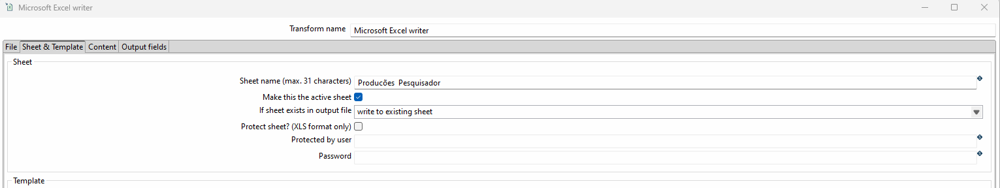 Microsoft Excel writer
Transform name Microsoft Excel writer
File Sheet & Template Content Output fields
Sheet
Sheet name (max. 31 characters) Producões Pesquisador
Make this the active sheet
If sheet exists in output file write to existing sheet
Protect sheet? (XLS format only)
Protected by user
Password
Template